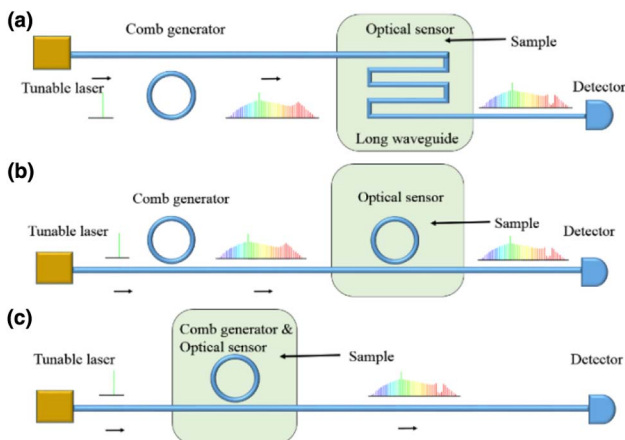 (a)
Comb generator
Optical sensor
Sample
Tunable laser
Detector
Long waveguide
(b)
Comb generator
Optical sensor
Tunable laser
Sample
Detector
(c)
Comb generator &
Optical sensor
Tunable laser
Sample
Detector